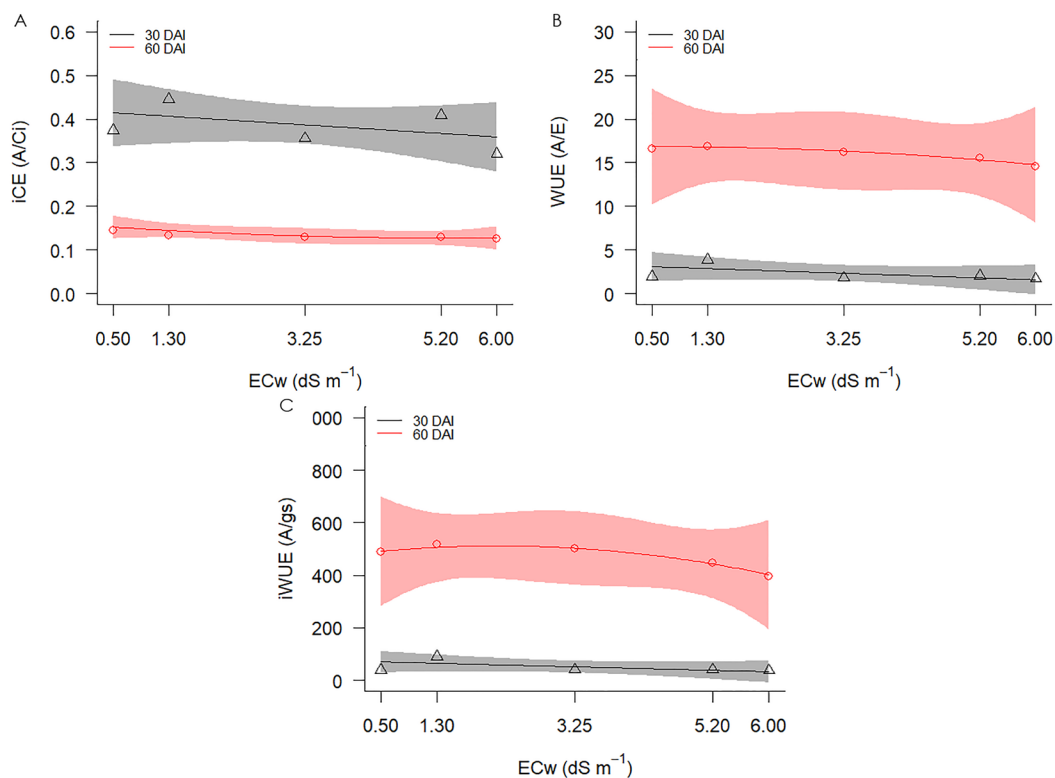 A
30 DAI
60 DAI
iCE (A/Ci)
0.6
0.5
0.4
0.3
0.2
0.1
0.0
0.50 1.30 3.25 5.20 6.00
ECw (dS m⁻¹)
B
30 DAI
60 DAI
WUE (A/E)
30
25
20
15
10
5
0
0.50 1.30 3.25 5.20 6.00
ECw (dS m⁻¹)
C
30 DAI
60 DAI
iWUE (A/gs)
000
800
600
400
200
0
0.50 1.30 3.25 5.20 6.00
ECw (dS m⁻¹)